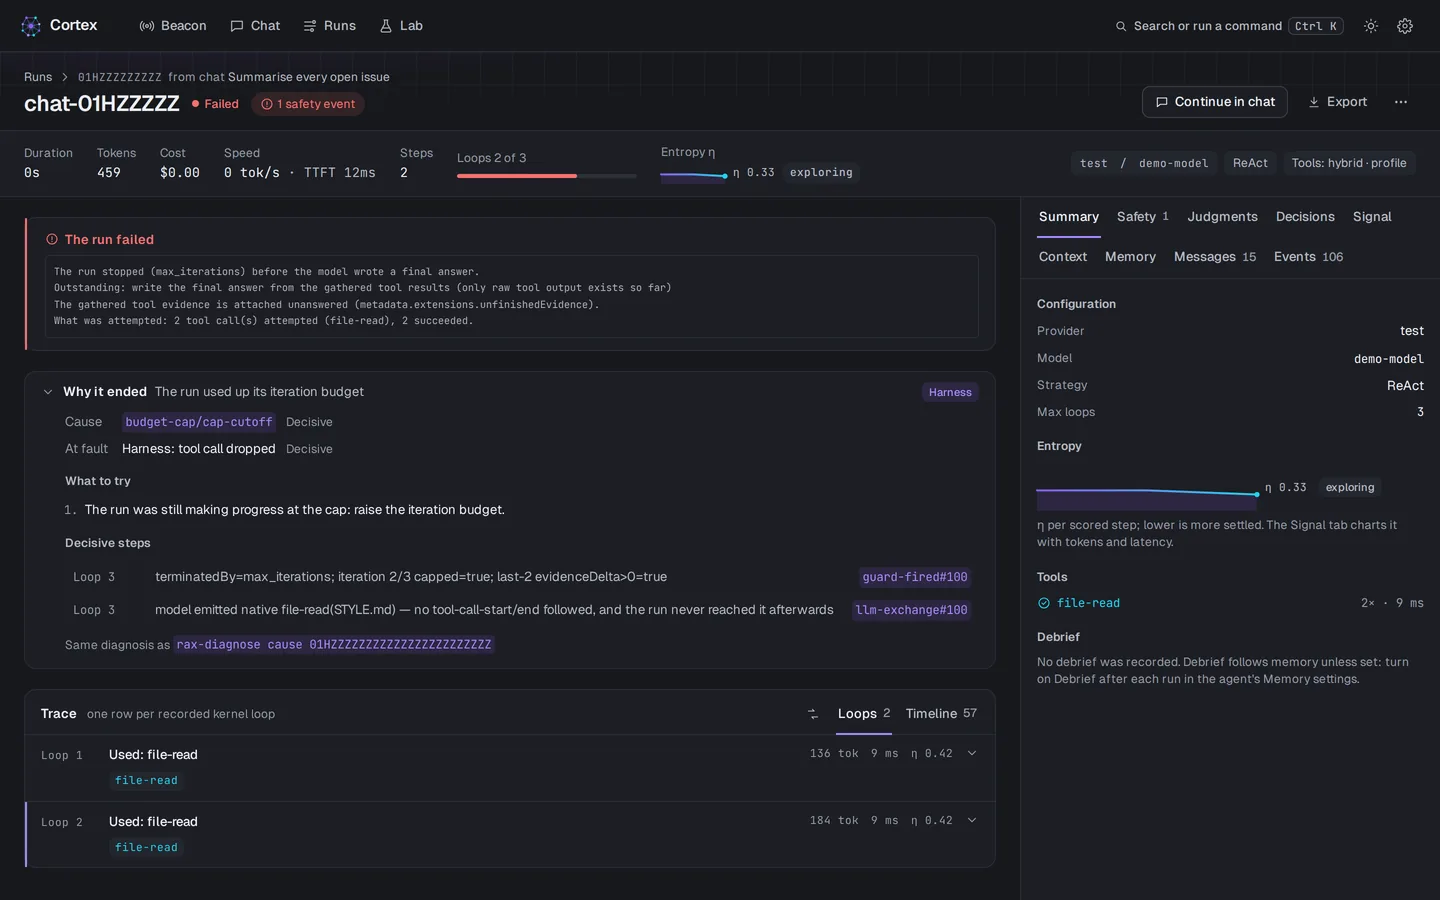 Cortex
Beacon
Chat
Runs
Lab
Search or run a command Ctrl K
Runs > 01HZZZZZZZZZ from chat Summarise every open issue
chat-01HZZZZZ
Failed
1 safety event
Continue in chat
Export
Duration
0s
Tokens
459
Cost
$0.00
Speed
0 tok/s · TTFT 12ms
Steps
2
Loops 2 of 3
Entropy η
η 0.33 exploring
test / demo-model
ReAct
Tools: hybrid · profile
The run failed
The run stopped (max_iterations) before the model wrote a final answer.
Outstanding: write the final answer from the gathered tool results (only raw tool output exists so far)
The gathered tool evidence is attached unanswered (metadata.extensions.unfinishedEvidence).
What was attempted: 2 tool call(s) attempted (file-read), 2 succeeded.
Why it ended The run used up its iteration budget
Harness
Cause budget-cap/cap-cutoff Decisive
At fault Harness: tool call dropped Decisive
What to try
1. The run was still making progress at the cap: raise the iteration budget.
Decisive steps
Loop 3 terminatedBy=max_iterations; iteration 2/3 capped=true; last-2 evidenceDelta>0=true guard-fired#100
Loop 3 model emitted native file-read(STYLE.md) — no tool-call-start/end followed, and the run never reached it afterwards llm-exchange#100
Same diagnosis as rax-diagnose cause 01HZZZZZZZZZZZZZZZZZZZZZZZ
Trace one row per recorded kernel loop
Loops 2
Timeline 57
Loop 1 Used: file-read 136 tok 9 ms η 0.42
file-read
Loop 2 Used: file-read 184 tok 9 ms η 0.42
file-read
Summary Safety 1 Judgments Decisions Signal
Context Memory Messages 15 Events 106
Configuration
Provider test
Model demo-model
Strategy ReAct
Max loops 3
Entropy
η 0.33 exploring
η per scored step; lower is more settled. The Signal tab charts it
with tokens and latency.
Tools
file-read 2× · 9 ms
Debrief
No debrief was recorded. Debrief follows memory unless set: turn
on Debrief after each run in the agent's Memory settings.